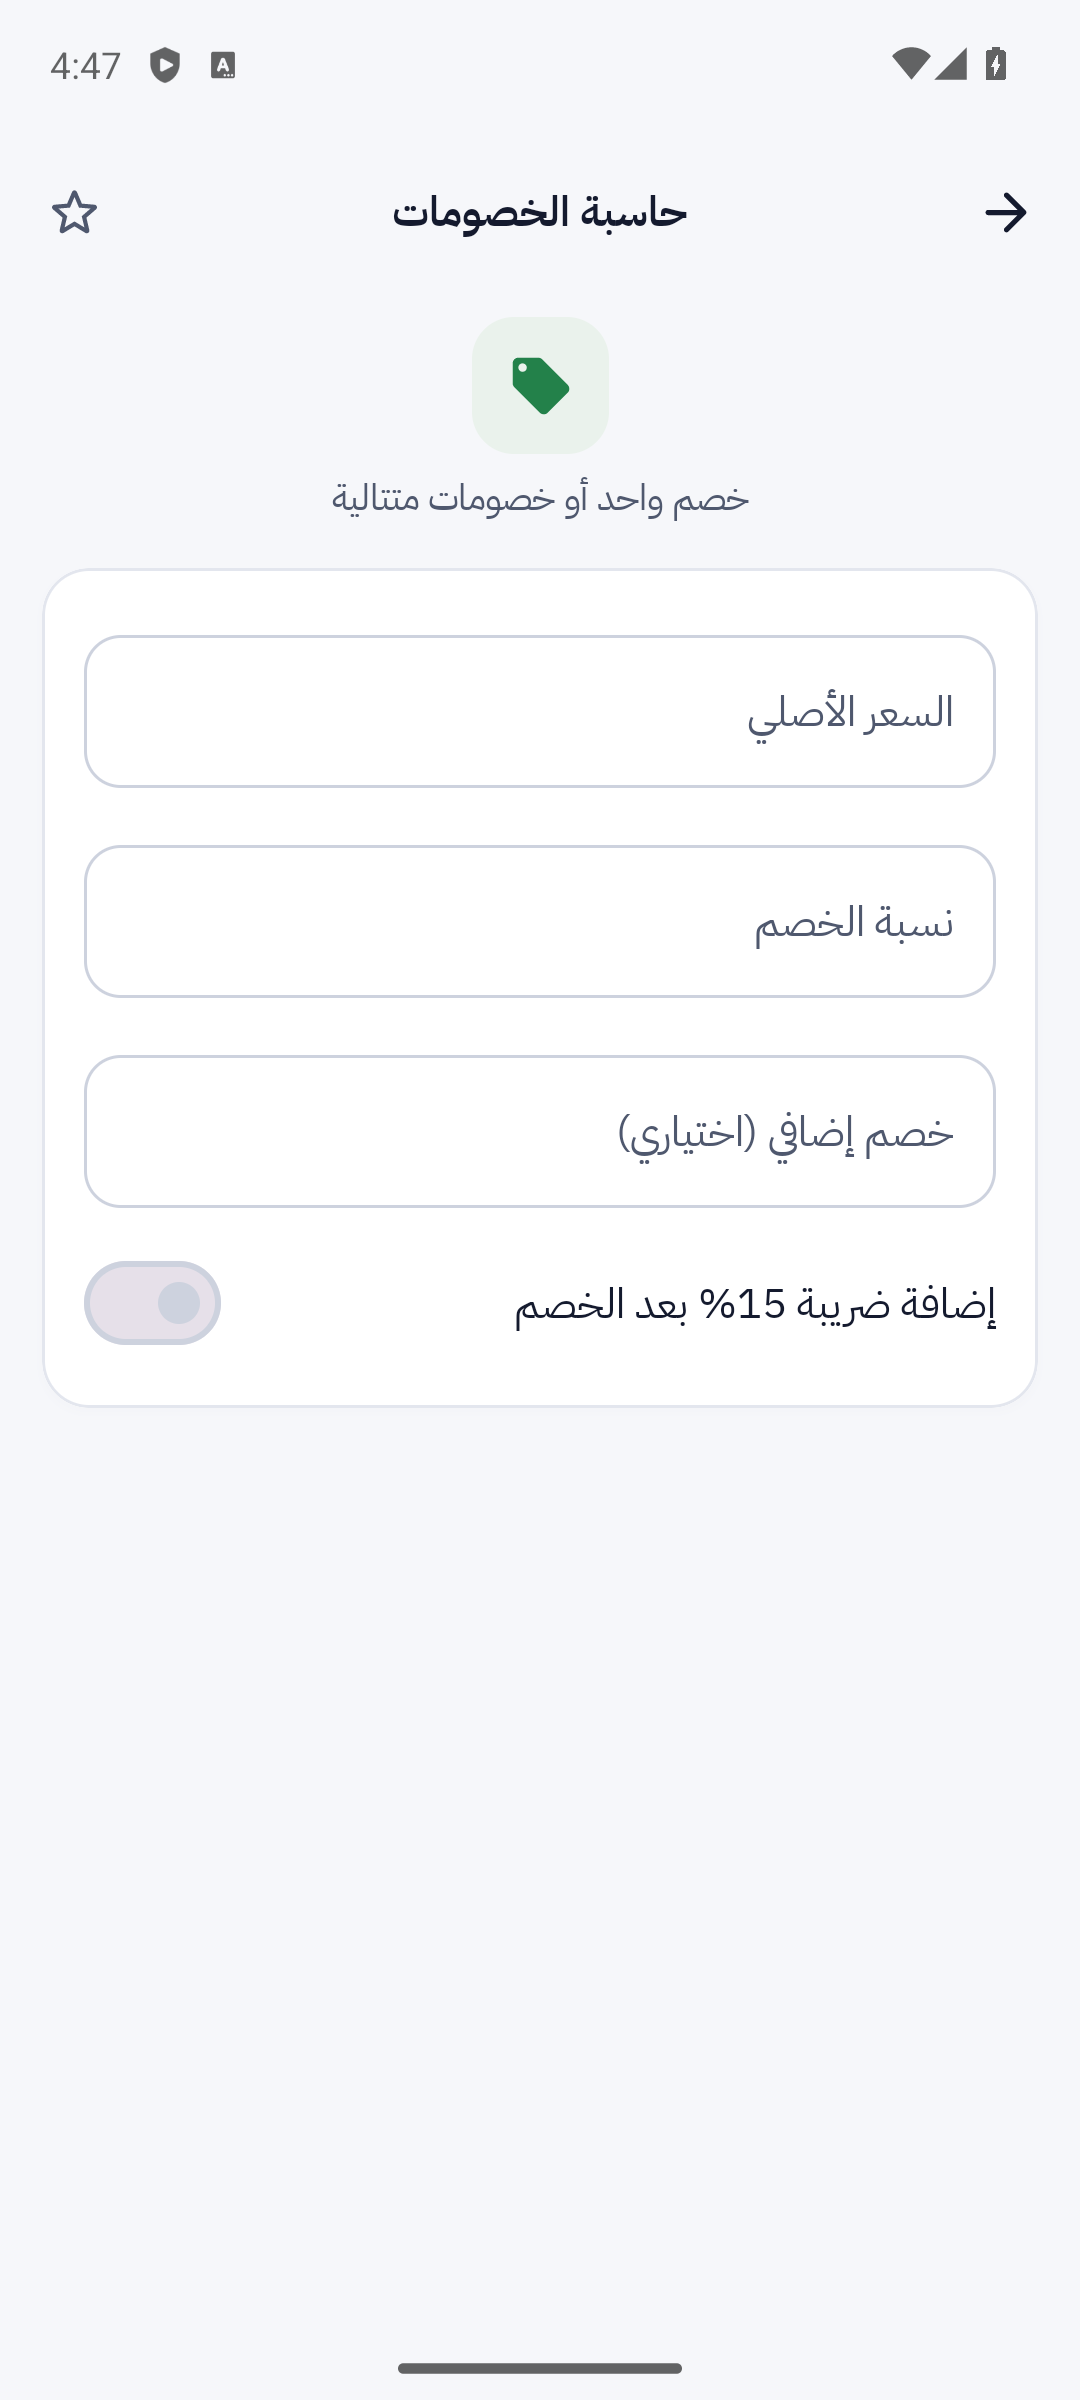 4:47
حاسبة الخصومات
خصم واحد أو خصومات متتالية
السعر الأصلي
نسبة الخصم
خصم إضافي (اختياري)
إضافة ضريبة 15% بعد الخصم